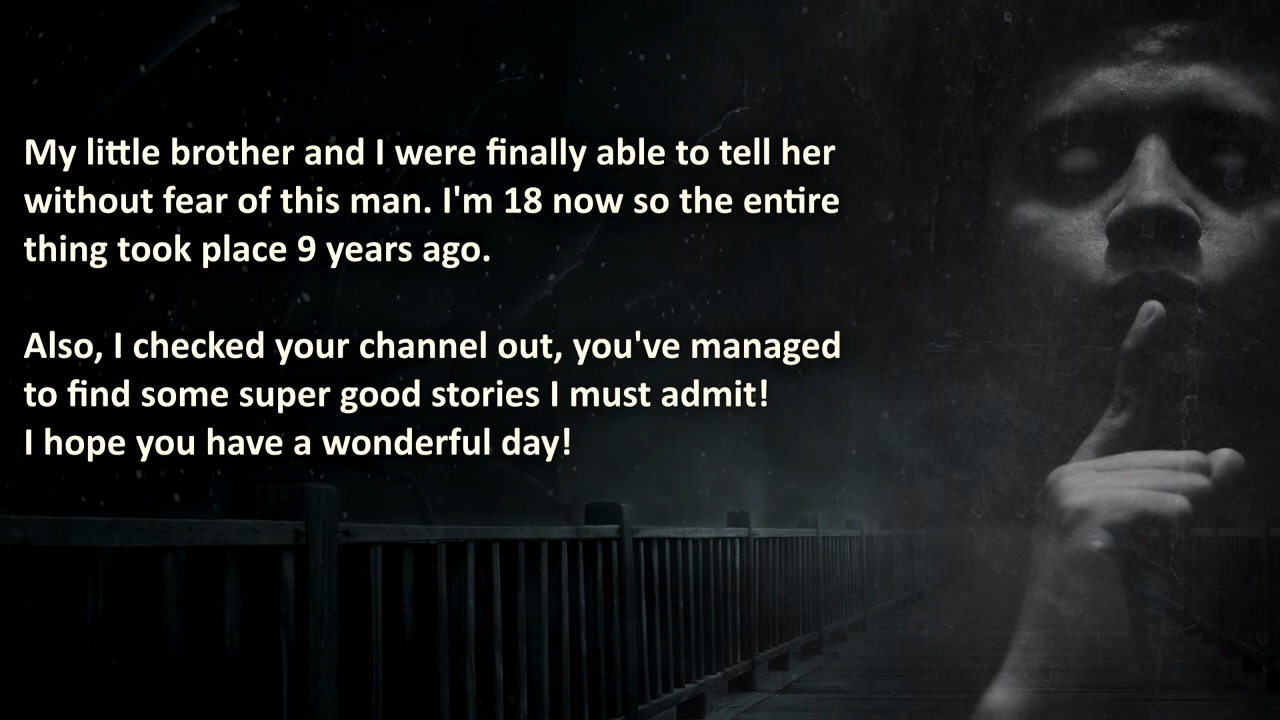 My little brother and I were finally able to tell her
without fear of this man. I'm 18 now so the entire
thing took place 9 years ago.
Also, I checked your channel out, you've managed
to find some super good stories I must admit!
I hope you have a wonderful day!